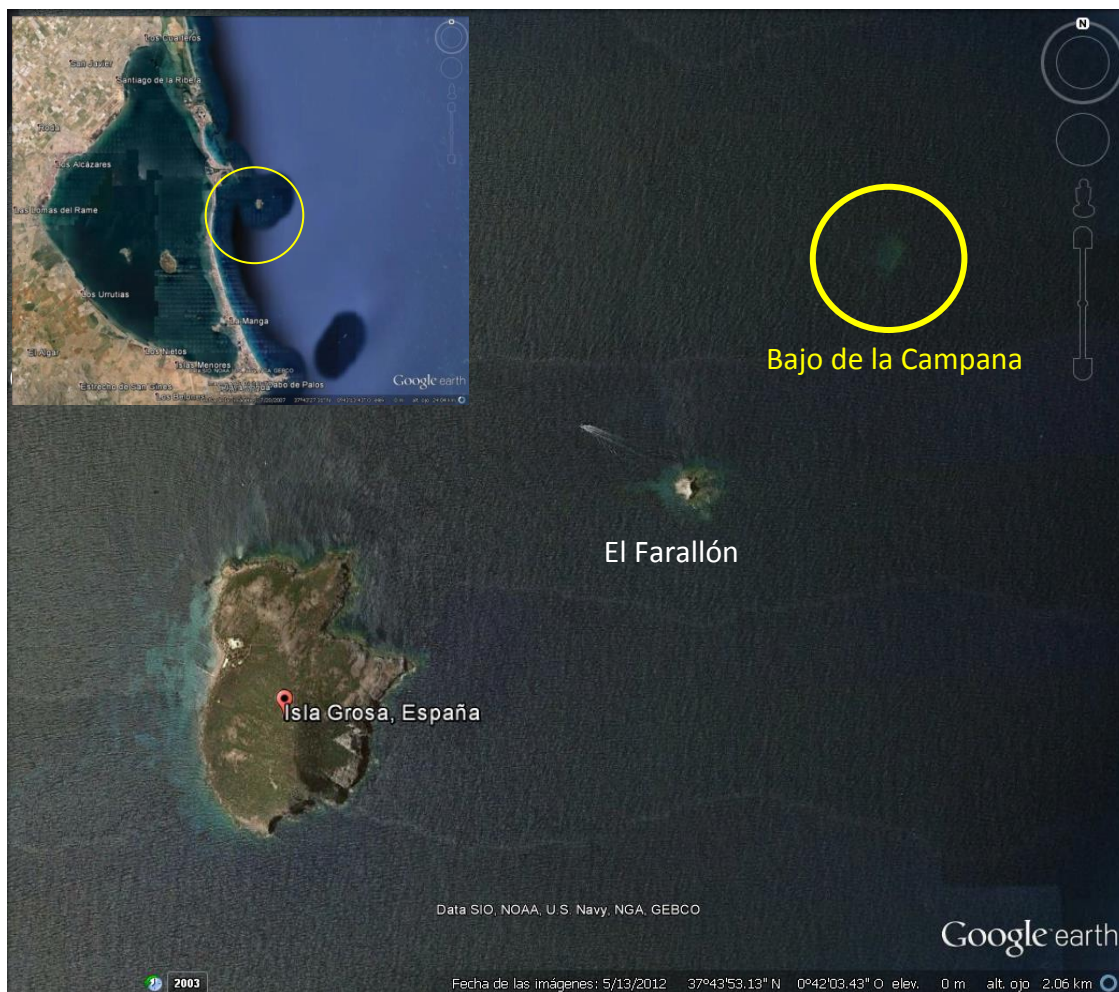 Los Cuarteros
San Javier
Santiago de la Ribera
Roda
Los Alcázares
Las Lomas del Rame
Los Urrutias
La Manga
El Algar
Los Nietos
Islas Menores
Cabo de Palos
Estrecho de San Ginés
Google earth
N
Bajo de la Campana
El Farallón
Isla Grosa, España
Data SIO, NOAA, U.S. Navy, NGA, GEBCO
Google earth
2003
Fecha de las imágenes: 5/13/2012 37°43'53.13" N 0°42'03.43" O elev. 0 m alt. ojo 2.06 km